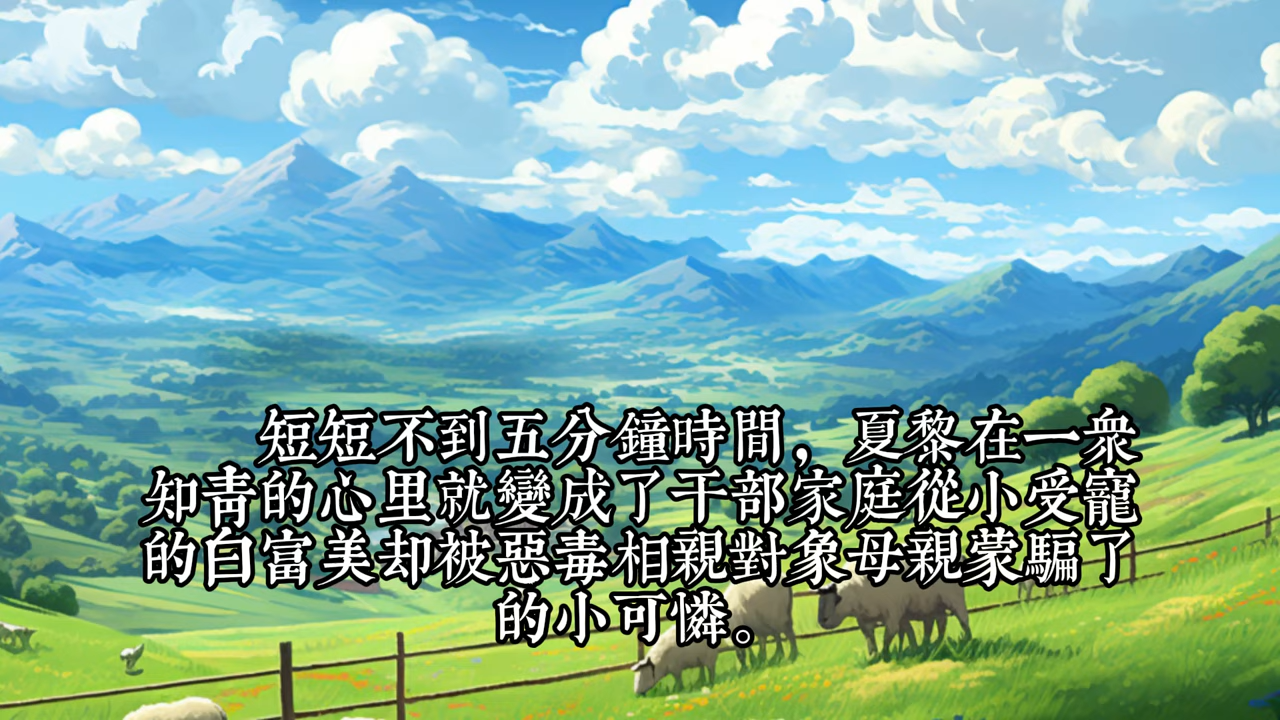 短短不到五分鐘時間，夏黎在一衆
知青的心里就變成了干部家庭從小受寵
的白富美却被惡毒相親對象母親蒙騙了
的小可憐。